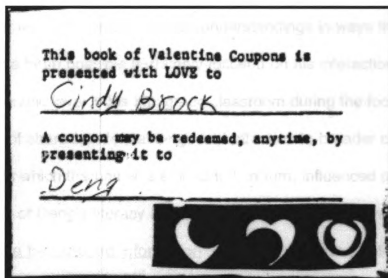 This book of Valentine Coupons is
presented with LOVE to
Cindy Brock
A coupon may be redeemed, anytime, by
presenting it to
Deng